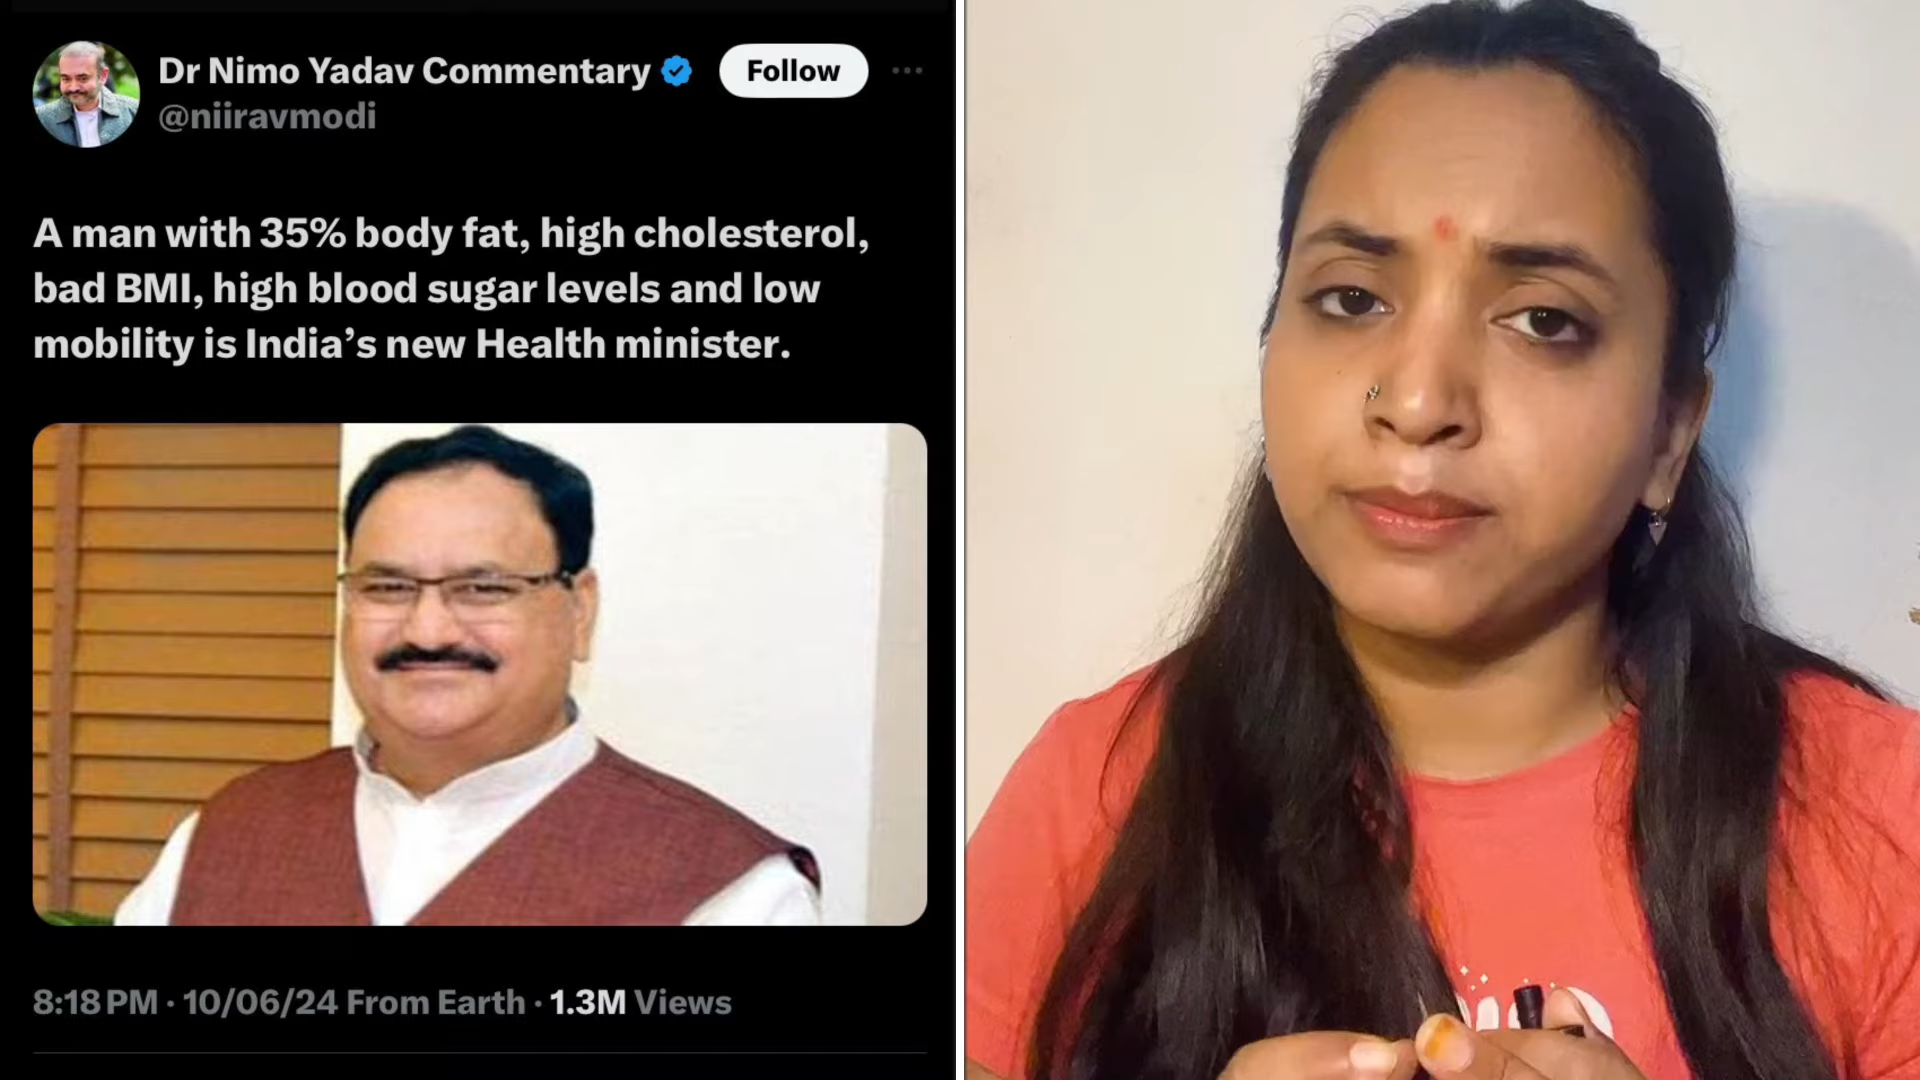 Dr Nimo Yadav Commentary
Follow
@niiravmodi
A man with 35% body fat, high cholesterol,
bad BMI, high blood sugar levels and low
mobility is India’s new Health minister.
8:18 PM · 10/06/24 From Earth · 1.3M Views